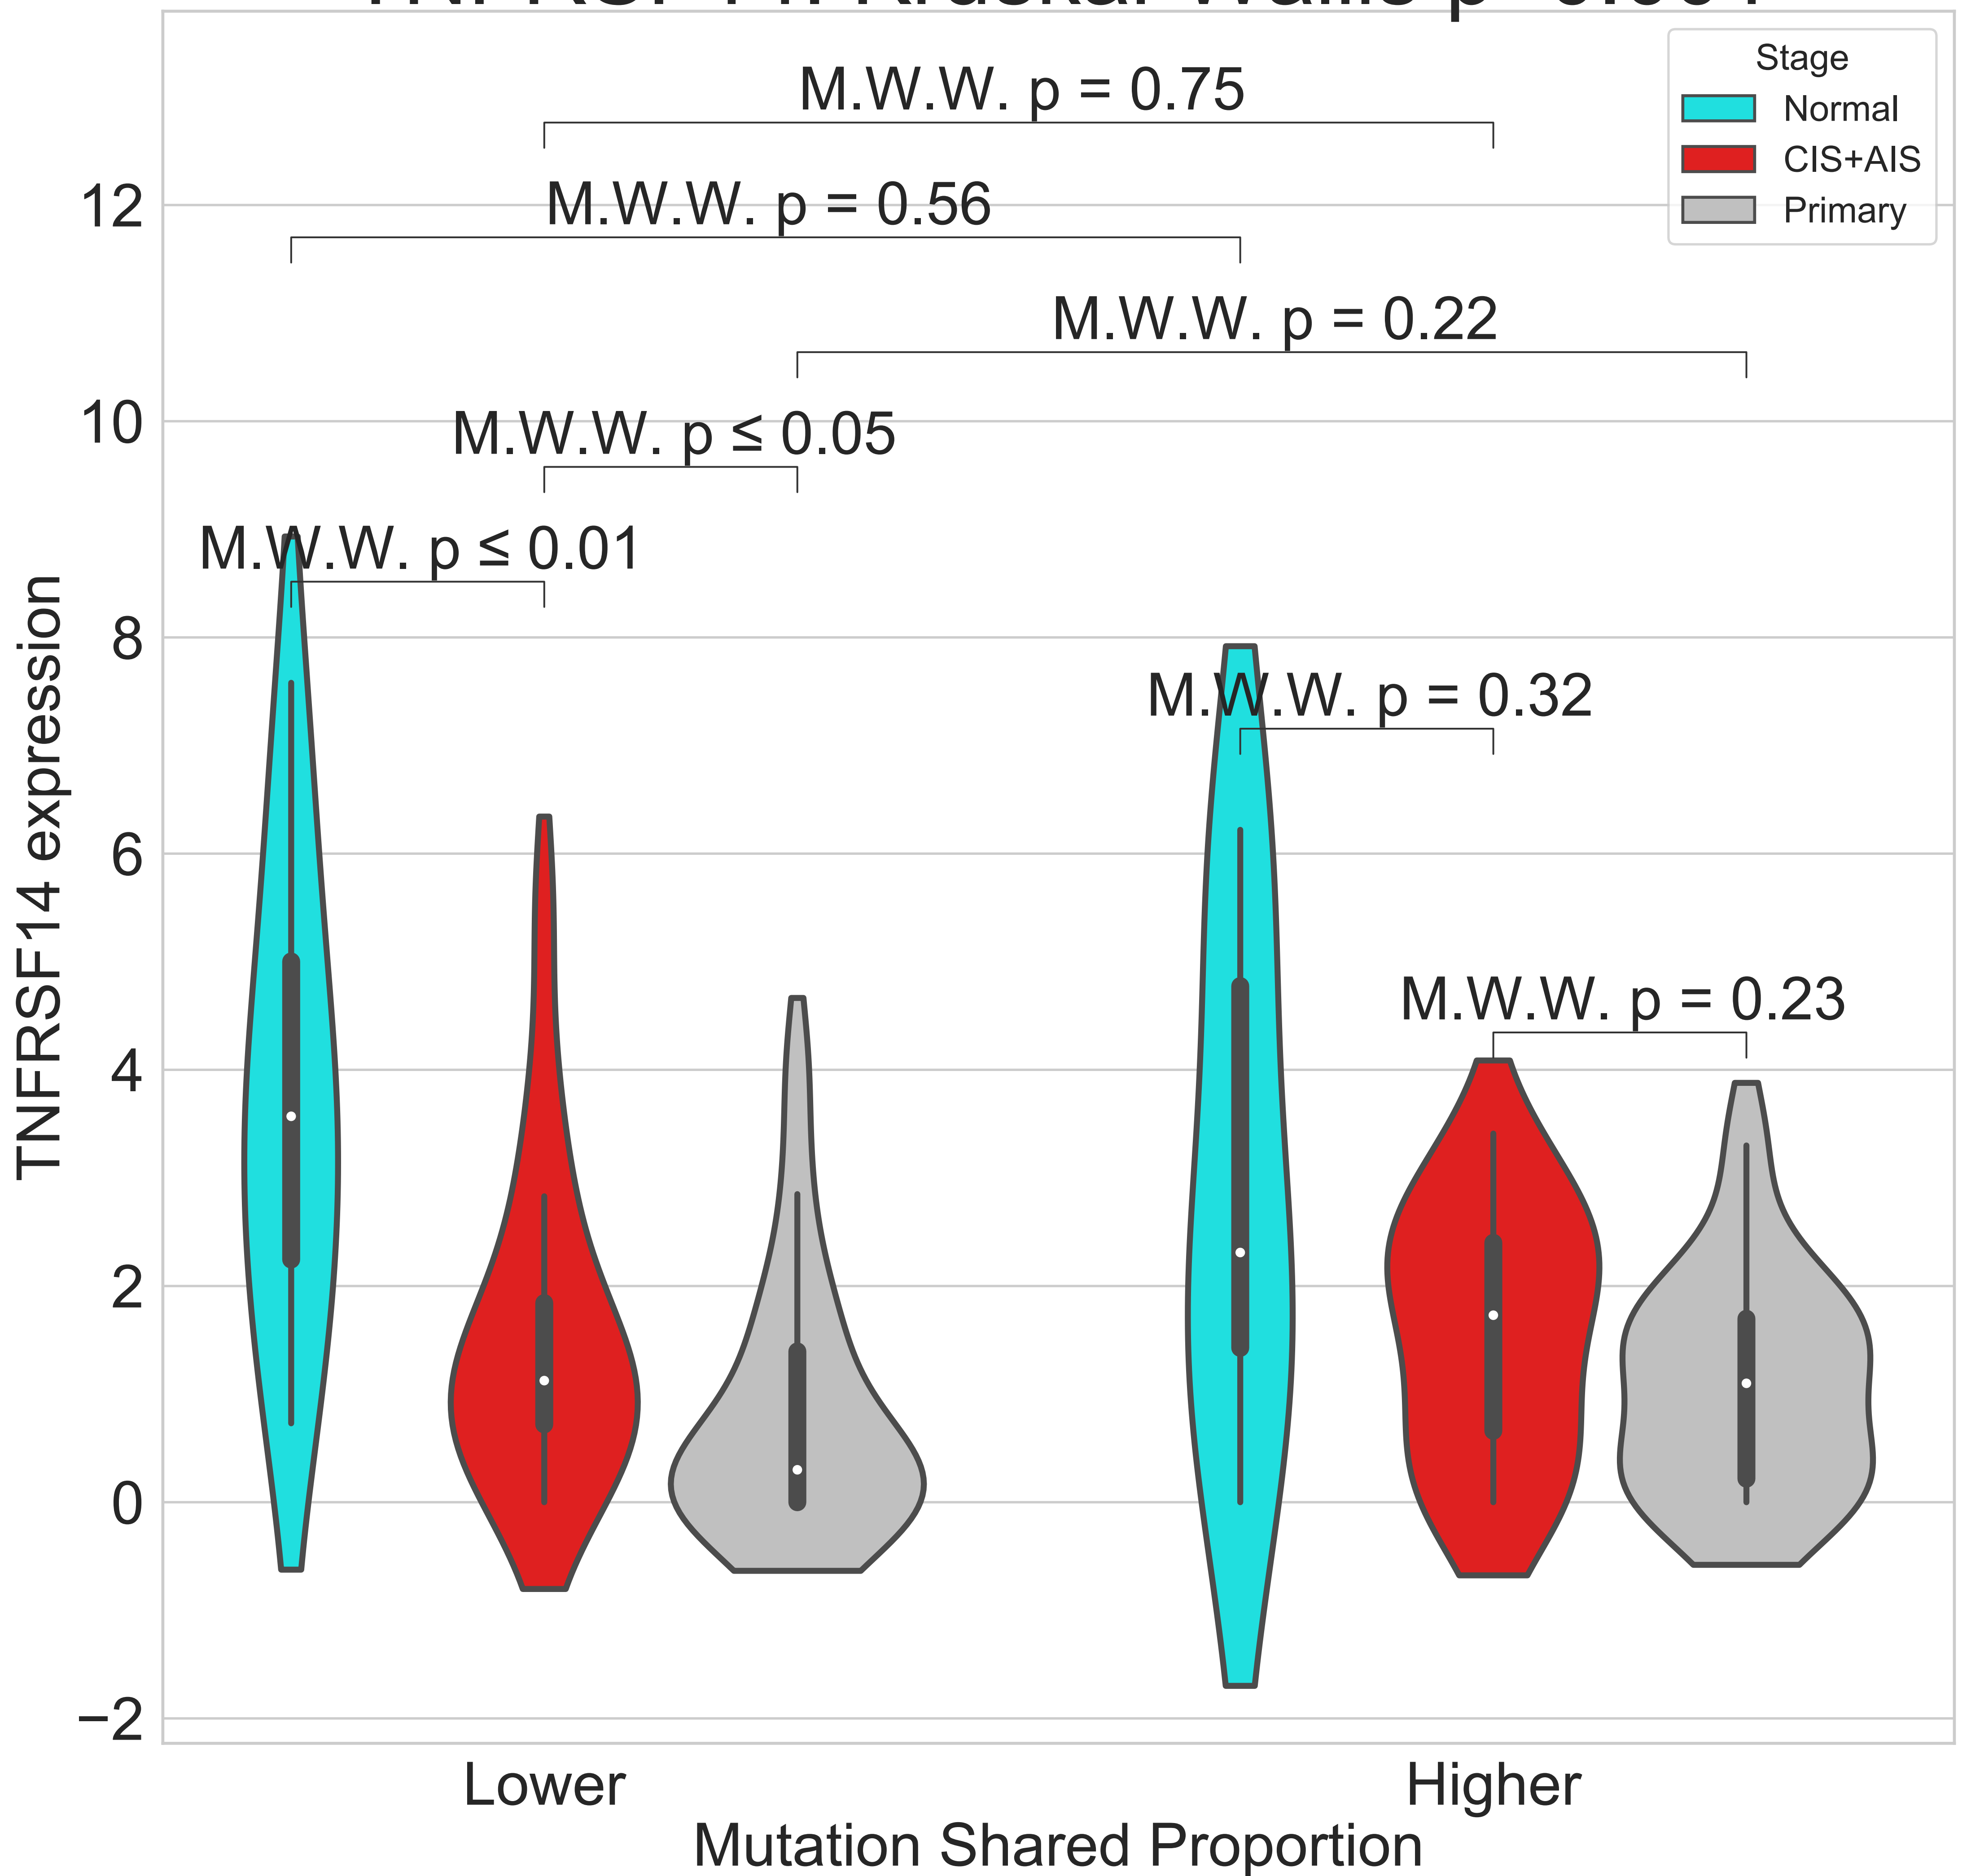 Stage
Normal
CIS+AIS
Primary
M.W.W. p = 0.75
M.W.W. p = 0.56
M.W.W. p = 0.22
M.W.W. p ≤ 0.05
M.W.W. p ≤ 0.01
M.W.W. p = 0.32
M.W.W. p = 0.23
12
10
8
6
4
2
0
−2
TNFRSF14 expression
Lower
Higher
Mutation Shared Proportion